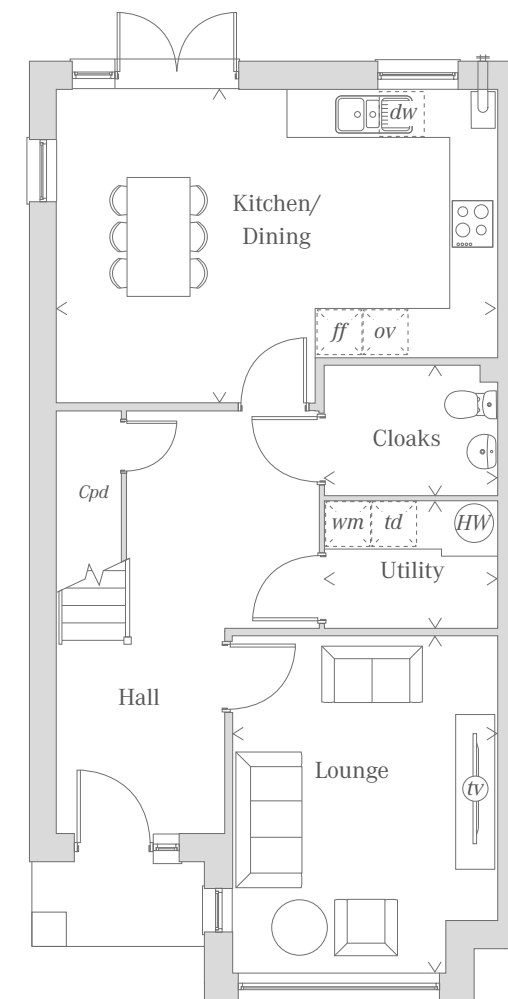 dw
Kitchen/
Dining
ff ov
Cloaks
Cpd
wm td HW
Utility
Hall
Lounge
tv